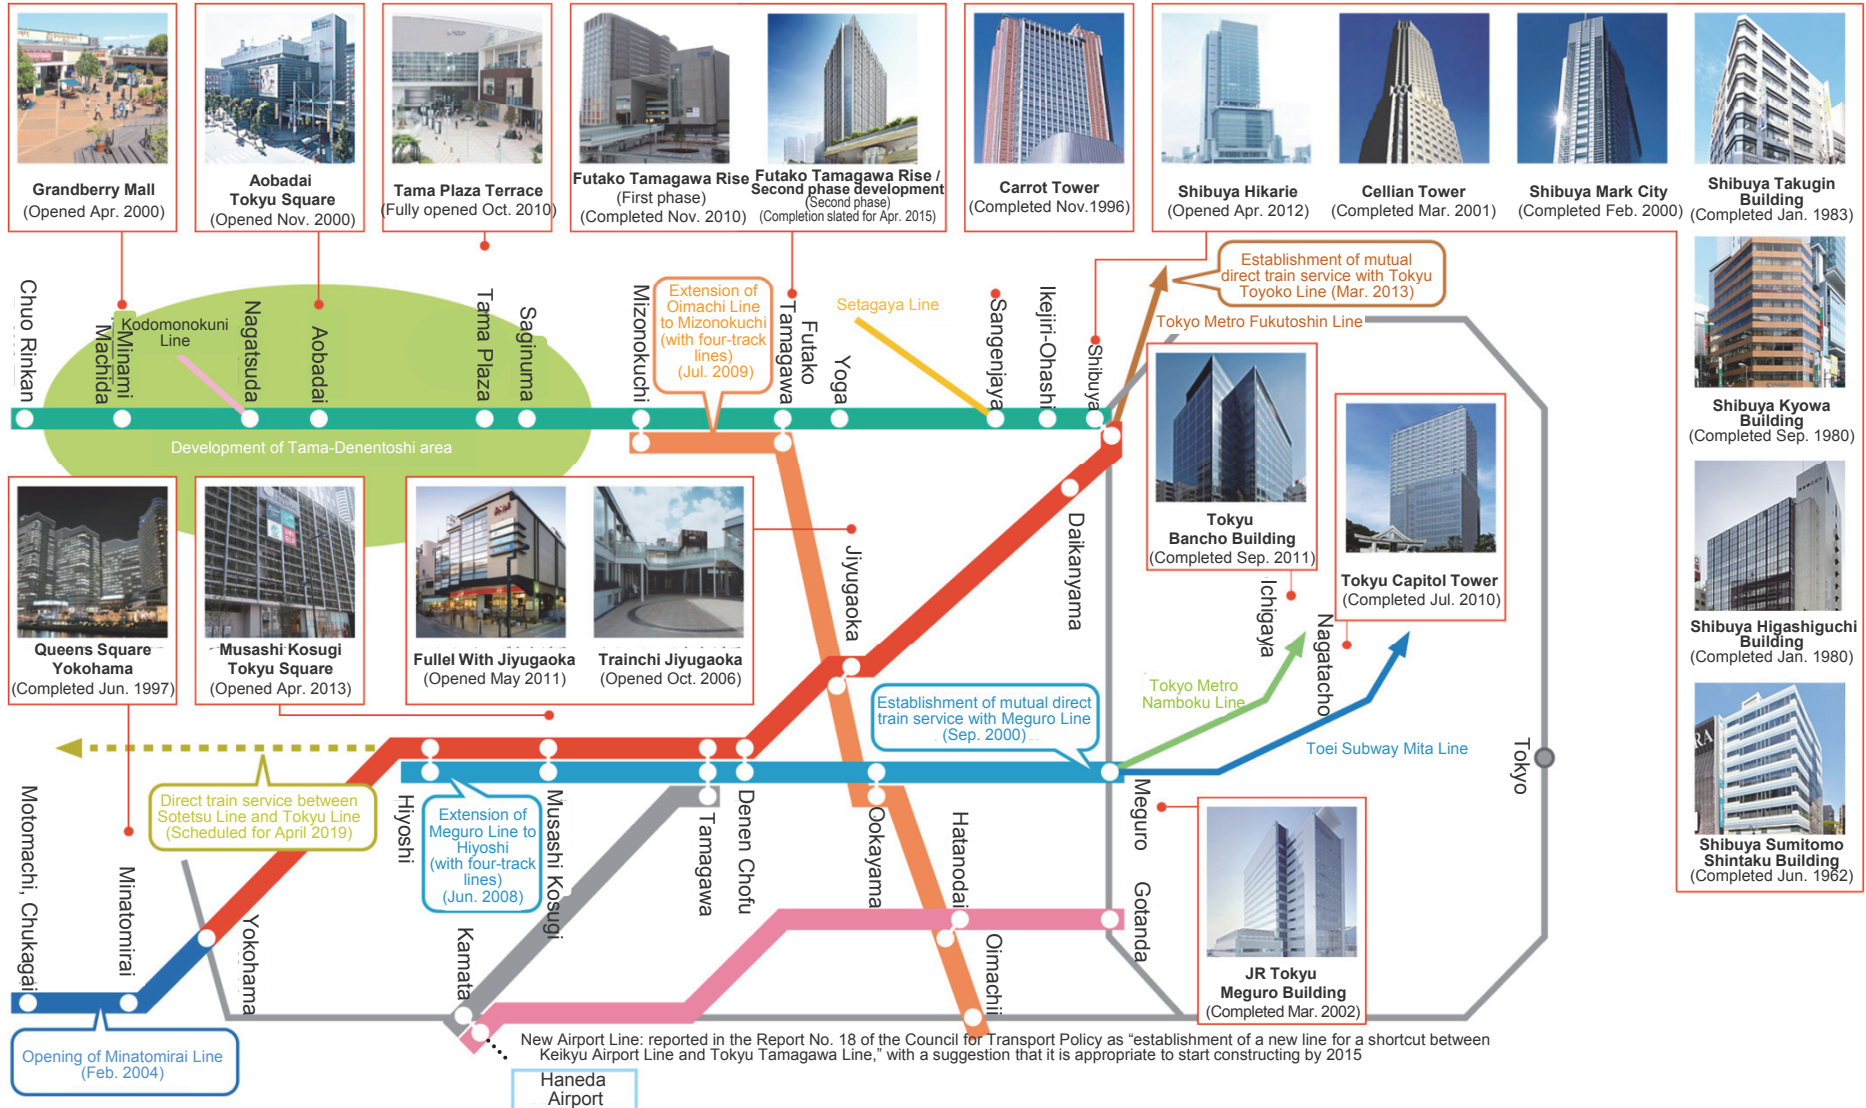 Grandberry Mall
(Opened Apr. 2000)
Aobadai
Tokyu Square
(Opened Nov. 2000)
Tama Plaza Terrace
(Fully opened Oct. 2010)
Futako Tamagawa Rise
(First phase)
(Completed Nov. 2010)
Futako Tamagawa Rise /
Second phase development
(Second phase)
(Completion slated for Apr. 2015)
Carrot Tower
(Completed Nov.1996)
Shibuya Hikarie
(Opened Apr. 2012)
Cellian Tower
(Completed Mar. 2001)
Shibuya Mark City
(Completed Feb. 2000)
Shibuya Takugin
Building
(Completed Jan. 1983)
Shibuya Kyowa
Building
(Completed Sep. 1980)
Shibuya Higashiguchi
Building
(Completed Jan. 1980)
Shibuya Sumitomo
Shintaku Building
(Completed Jun. 1962)
Establishment of mutual
direct train service with Tokyu
Toyoko Line (Mar. 2013)
Tokyo Metro Fukutoshin Line
Extension of
Oimachi Line
to Mizonokuchi
(with four-track
lines)
(Jul. 2009)
Setagaya Line
Kodomonokuni
Line
Chuo Rinkan
Minami
Machida
Nagatsuda
Aobadai
Tama Plaza
Saginuma
Mizonokuchi
Futako
Tamagawa
Yoga
Sangenjaya
Ikejiri-Ohashi
Shibuya
Development of Tama-Denentoshi area
Queens Square
Yokohama
(Completed Jun. 1997)
Musashi Kosugi
Tokyu Square
(Opened Apr. 2013)
Fullel With Jiyugaoka
(Opened May 2011)
Trainchi Jiyugaoka
(Opened Oct. 2006)
Jiyugaoka
Daikanyama
Tokyu
Bancho Building
(Completed Sep. 2011)
Tokyu Capitol Tower
(Completed Jul. 2010)
Ichigaya
Nagatacho
Tokyo Metro
Namboku Line
Toei Subway Mita Line
Establishment of mutual direct
train service with Meguro Line
(Sep. 2000)
Tokyo
Direct train service between
Sotetsu Line and Tokyu Line
(Scheduled for April 2019)
Extension of
Meguro Line to
Hiyoshi
(with four-track
lines)
(Jun. 2008)
Motomachi, Chukagai
Minatomirai
Yokohama
Hiyoshi
Musashi Kosugi
Tamagawa
Denen Chofu
Ookayama
Hatanodai
Meguro
Gotanda
Kamata
Oimachii
JR Tokyu
Meguro Building
(Completed Mar. 2002)
Opening of Minatomirai Line
(Feb. 2004)
New Airport Line: reported in the Report No. 18 of the Council for Transport Policy as “establishment of a new line for a shortcut between
Keikyu Airport Line and Tokyu Tamagawa Line,” with a suggestion that it is appropriate to start constructing by 2015
Haneda
Airport